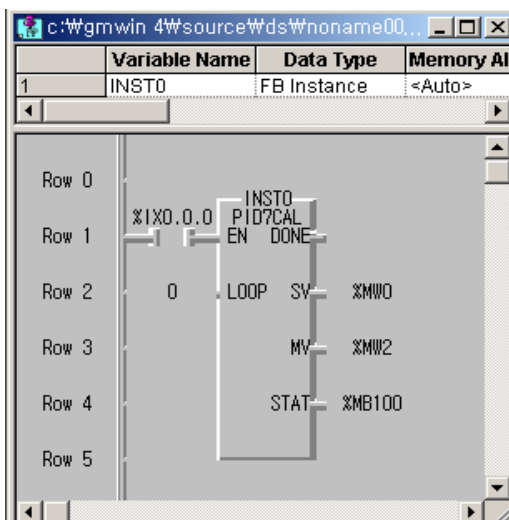 c:₩gmwin 4₩source₩ds₩noname00...
Variable Name Data Type Memory Al
1 INST0 FB Instance <Auto>
Row 0
INST0
%IX0.0.0 PID7CAL
Row 1 EN DONE
Row 2 0 LOOP SV %MW0
Row 3 MV %MW2
Row 4 STAT %MB100
Row 5